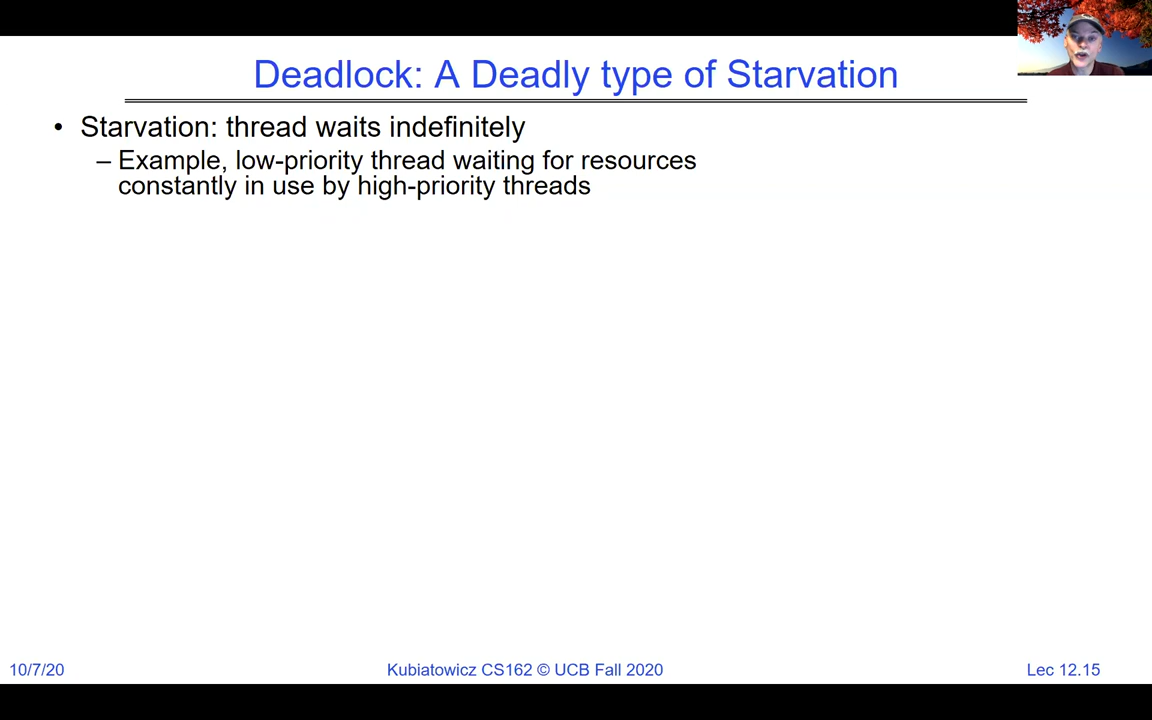 Deadlock: A Deadly type of Starvation
• Starvation: thread waits indefinitely
– Example, low-priority thread waiting for resources
constantly in use by high-priority threads
10/7/20
Kubiatowicz CS162 © UCB Fall 2020
Lec 12.15